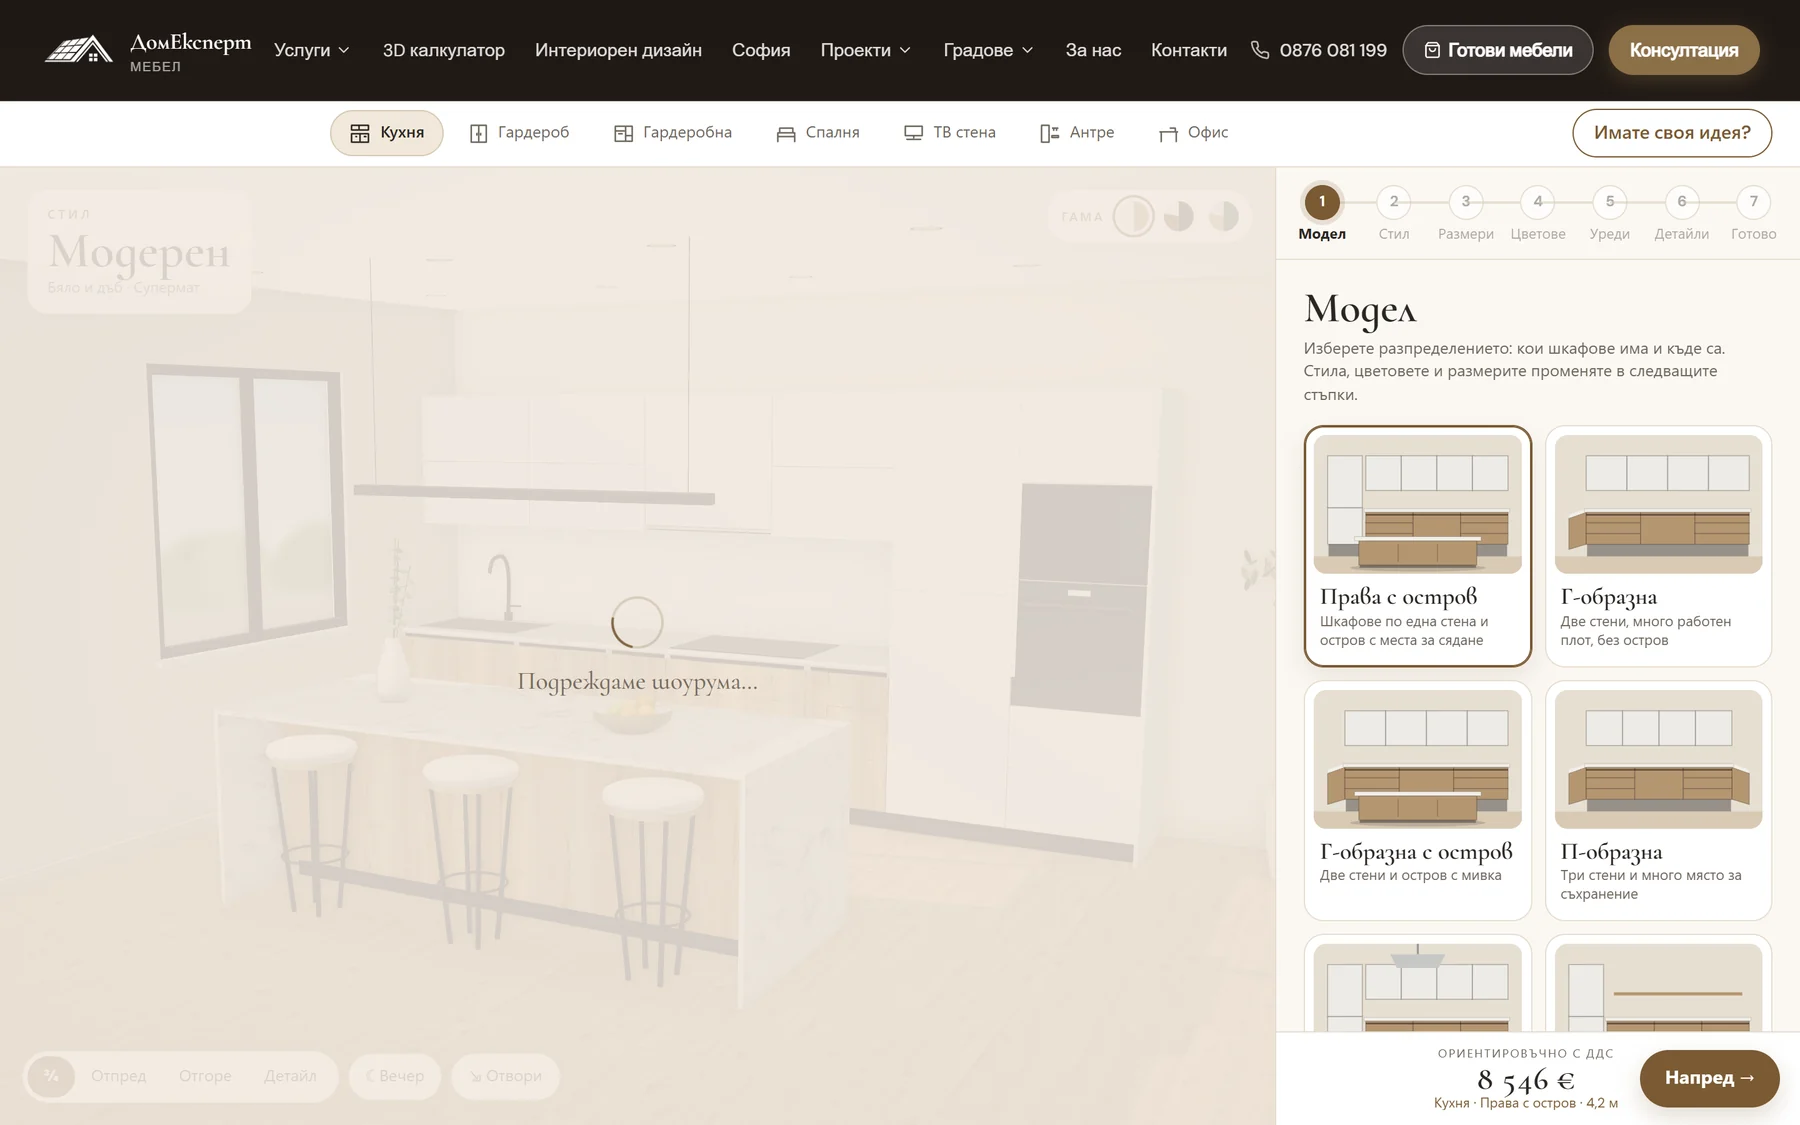 ДомЕксперт
МЕБЕЛ
Услуги
3D калкулатор
Интериорен дизайн
София
Проекти
Градове
За нас
Контакти
0876 081 199
Готови мебели
Консултация
Кухня
Гардероб
Гардеробна
Спалня
ТВ стена
Антре
Офис
Имате своя идея?
СТИЛ
Модерен
Бяло и дъб · Супермат
ГАМА
Подреждаме шоурума...
¾
Отпред
Отгоре
Детайл
Вечер
Отвори
1
2
3
4
5
6
7
Модел
Стил
Размери
Цветове
Уреди
Детайли
Готово
Модел
Изберете разпределението: кои шкафове има и къде са.
Стила, цветовете и размерите променяте в следващите
стъпки.
Права с остров
Шкафове по една стена и
остров с места за сядане
Г-образна
Две стени, много работен
плот, без остров
Г-образна с остров
Две стени и остров с мивка
П-образна
Три стени и много място за
съхранение
ОРИЕНТИРОВЪЧНО С ДДС
8 546 €
Кухня · Права с остров · 4,2 м
Напред →